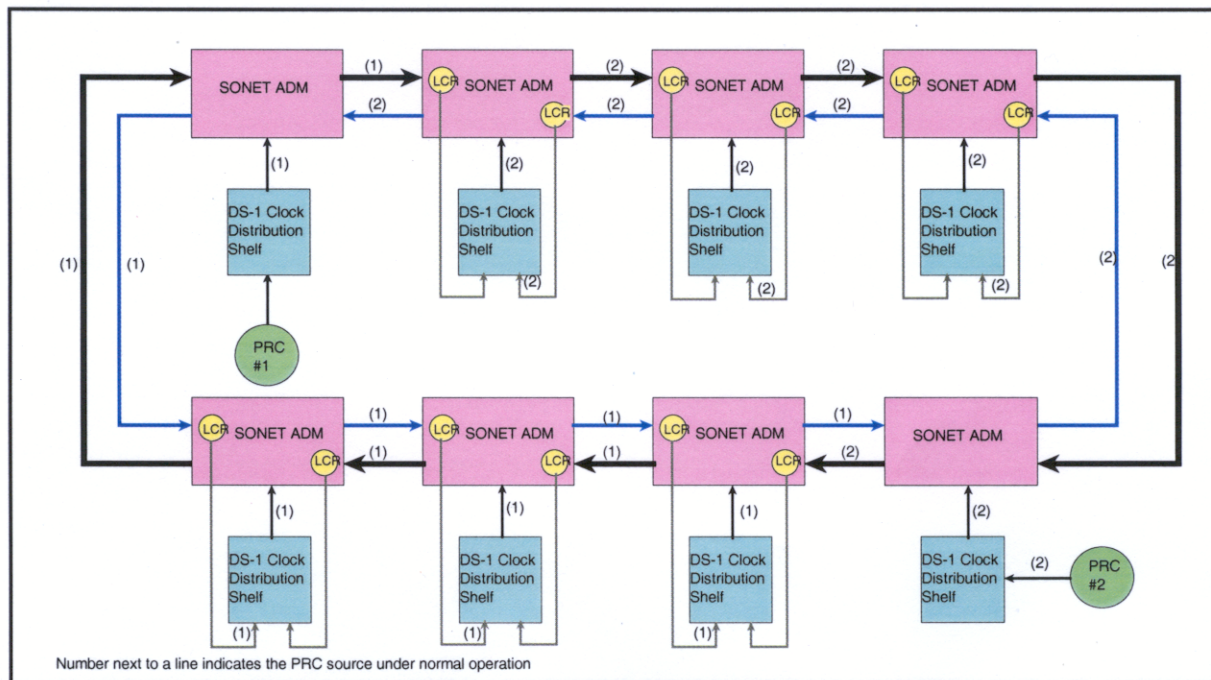 (1)
(2)
(2)
SONET ADM
LCR
SONET ADM
LCR
SONET ADM
LCR
SONET ADM
(2)
(2)
(2)
LCR
LCR
LCR
(1)
(2)
(2)
(2)
DS-1 Clock
Distribution
Shelf
DS-1 Clock
Distribution
Shelf
DS-1 Clock
Distribution
Shelf
DS-1 Clock
Distribution
Shelf
(1)
(1)
(2)
(2)
(2)
(2)
(2)
PRC
#1
(1)
(1)
(1)
LCR
SONET ADM
LCR
SONET ADM
LCR
SONET ADM
SONET ADM
(1)
(1)
(2)
LCR
LCR
LCR
(1)
(1)
(1)
(2)
DS-1 Clock
Distribution
Shelf
DS-1 Clock
Distribution
Shelf
DS-1 Clock
Distribution
Shelf
DS-1 Clock
Distribution
Shelf
(2)
PRC
#2
(1)
(1)
(1)
Number next to a line indicates the PRC source under normal operation